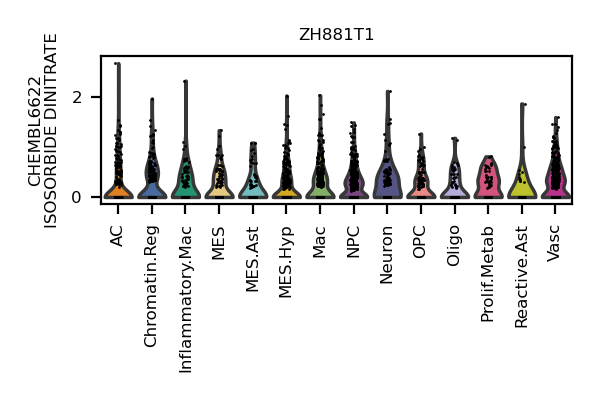 ZH881T1
CHEMBL6622
ISOSORBIDE DINITRATE
2
0
AC
Chromatin.Reg
Inflammatory.Mac
MES
MES.Ast
MES.Hyp
Mac
NPC
Neuron
OPC
Oligo
Prolif.Metab
Reactive.Ast
Vasc